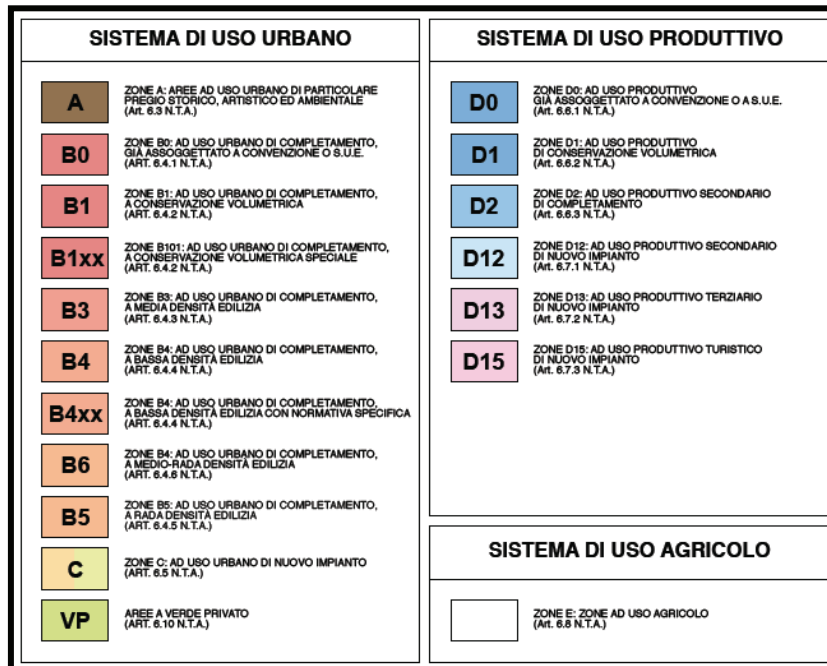 SISTEMA DI USO URBANO
A
ZONE A: AREE AD USO URBANO DI PARTICOLARE
PREGIO STORICO, ARTISTICO ED AMBIENTALE
(Art. 6.3 N.T.A.)
B0
ZONE B0: AD USO URBANO DI COMPLETAMENTO,
GIÀ ASSOGGETTATO A CONVENZIONE O S.U.E.
(ART. 6.4.1 N.T.A.)
B1
ZONE B1: AD USO URBANO DI COMPLETAMENTO,
A CONSERVAZIONE VOLUMETRICA
(ART. 6.4.2 N.T.A.)
B1xx
ZONE B101: AD USO URBANO DI COMPLETAMENTO,
A CONSERVAZIONE VOLUMETRICA SPECIALE
(ART. 6.4.2 N.T.A.)
B3
ZONE B3: AD USO URBANO DI COMPLETAMENTO,
A MEDIA DENSITÀ EDILIZIA
(ART. 6.4.3 N.T.A.)
B4
ZONE B4: AD USO URBANO DI COMPLETAMENTO,
A BASSA DENSITÀ EDILIZIA
(ART. 6.4.4 N.T.A.)
B4xx
ZONE B4: AD USO URBANO DI COMPLETAMENTO,
A BASSA DENSITÀ EDILIZIA CON NORMATIVA SPECIFICA
(ART. 6.4.4 N.T.A.)
B6
ZONE B4: AD USO URBANO DI COMPLETAMENTO,
A MEDIO-RADA DENSITÀ EDILIZIA
(ART. 6.4.6 N.T.A.)
B5
ZONE B5: AD USO URBANO DI COMPLETAMENTO,
A RADA DENSITÀ EDILIZIA
(ART. 6.4.5 N.T.A.)
C
ZONE C: AD USO URBANO DI NUOVO IMPIANTO
(ART. 6.5 N.T.A.)
VP
AREE A VERDE PRIVATO
(ART. 6.10 N.T.A.)
SISTEMA DI USO PRODUTTIVO
D0
ZONE D0: AD USO PRODUTTIVO
GIÀ ASSOGGETTATO A CONVENZIONE O A S.U.E.
(Art. 6.6.1 N.T.A.)
D1
ZONE D1: AD USO PRODUTTIVO
DI CONSERVAZIONE VOLUMETRICA
(Art. 6.6.2 N.T.A.)
D2
ZONE D2: AD USO PRODUTTIVO SECONDARIO
DI COMPLETAMENTO
(Art. 6.6.3 N.T.A.)
D12
ZONE D12: AD USO PRODUTTIVO SECONDARIO
DI NUOVO IMPIANTO
(Art. 6.7.1 N.T.A.)
D13
ZONE D13: AD USO PRODUTTIVO TERZIARIO
DI NUOVO IMPIANTO
(Art. 6.7.2 N.T.A.)
D15
ZONE D15: AD USO PRODUTTIVO TURISTICO
DI NUOVO IMPIANTO
(Art. 6.7.3 N.T.A.)
SISTEMA DI USO AGRICOLO
ZONE E: ZONE AD USO AGRICOLO
(Art. 6.8 N.T.A.)